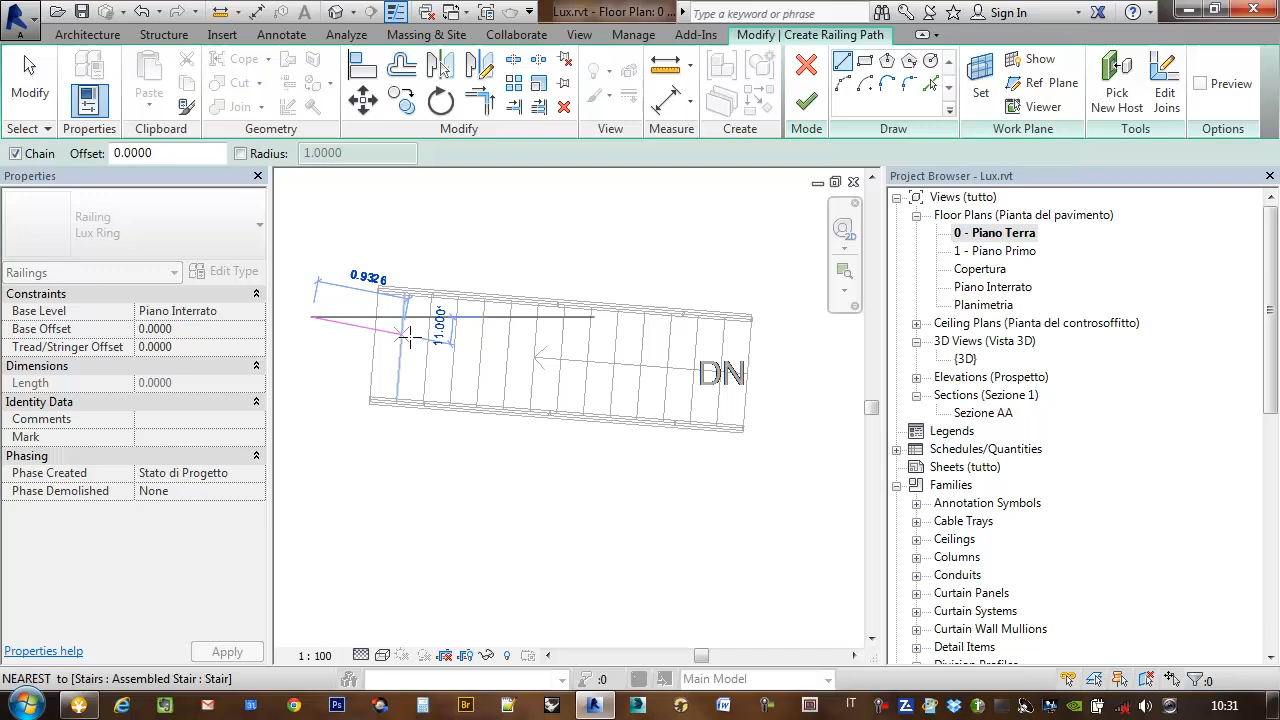 Lux.rvt - Floor Plan: 0 ...
Type a keyword or phrase
Sign In
Architecture
Insert
Annotate
Analyze
Massing & Site
Collaborate
View
Manage
Add-Ins
Modify | Create Railing Path
Modify
Paste
Cope
Cut
Join
Set
Show
Ref Plane
Viewer
Pick
New Host
Edit
Joins
Preview
Select
Properties
Clipboard
Geometry
Modify
View
Measure
Create
Mode
Draw
Work Plane
Tools
Options
Chain
Offset: 0.0000
Radius: 1.0000
Properties
Railing
Lux Ring
Railings
Edit Type
Constraints
Base Level Piano Interrato
Base Offset 0.0000
Tread/Stringer Offset 0.0000
Dimensions
Length 0.0000
Identity Data
Comments
Mark
Phasing
Phase Created Stato di Progetto
Phase Demolished None
Properties help
Apply
0.9326
11.000°
DN
2D
1 : 100
Project Browser - Lux.rvt
Views (tutto)
Floor Plans (Pianta del pavimento)
0 - Piano Terra
1 - Piano Primo
Copertura
Piano Interrato
Planimetria
Ceiling Plans (Pianta del controsoffitto)
3D Views (Vista 3D)
{3D}
Elevations (Prospetto)
Sections (Sezione 1)
Sezione AA
Legends
Schedules/Quantities
Sheets (tutto)
Families
Annotation Symbols
Cable Trays
Ceilings
Columns
Conduits
Curtain Panels
Curtain Systems
Curtain Wall Mullions
Detail Items
NEAREST to [Stairs : Assembled Stair : Stair]
:0
Main Model
:0
IT
10:31